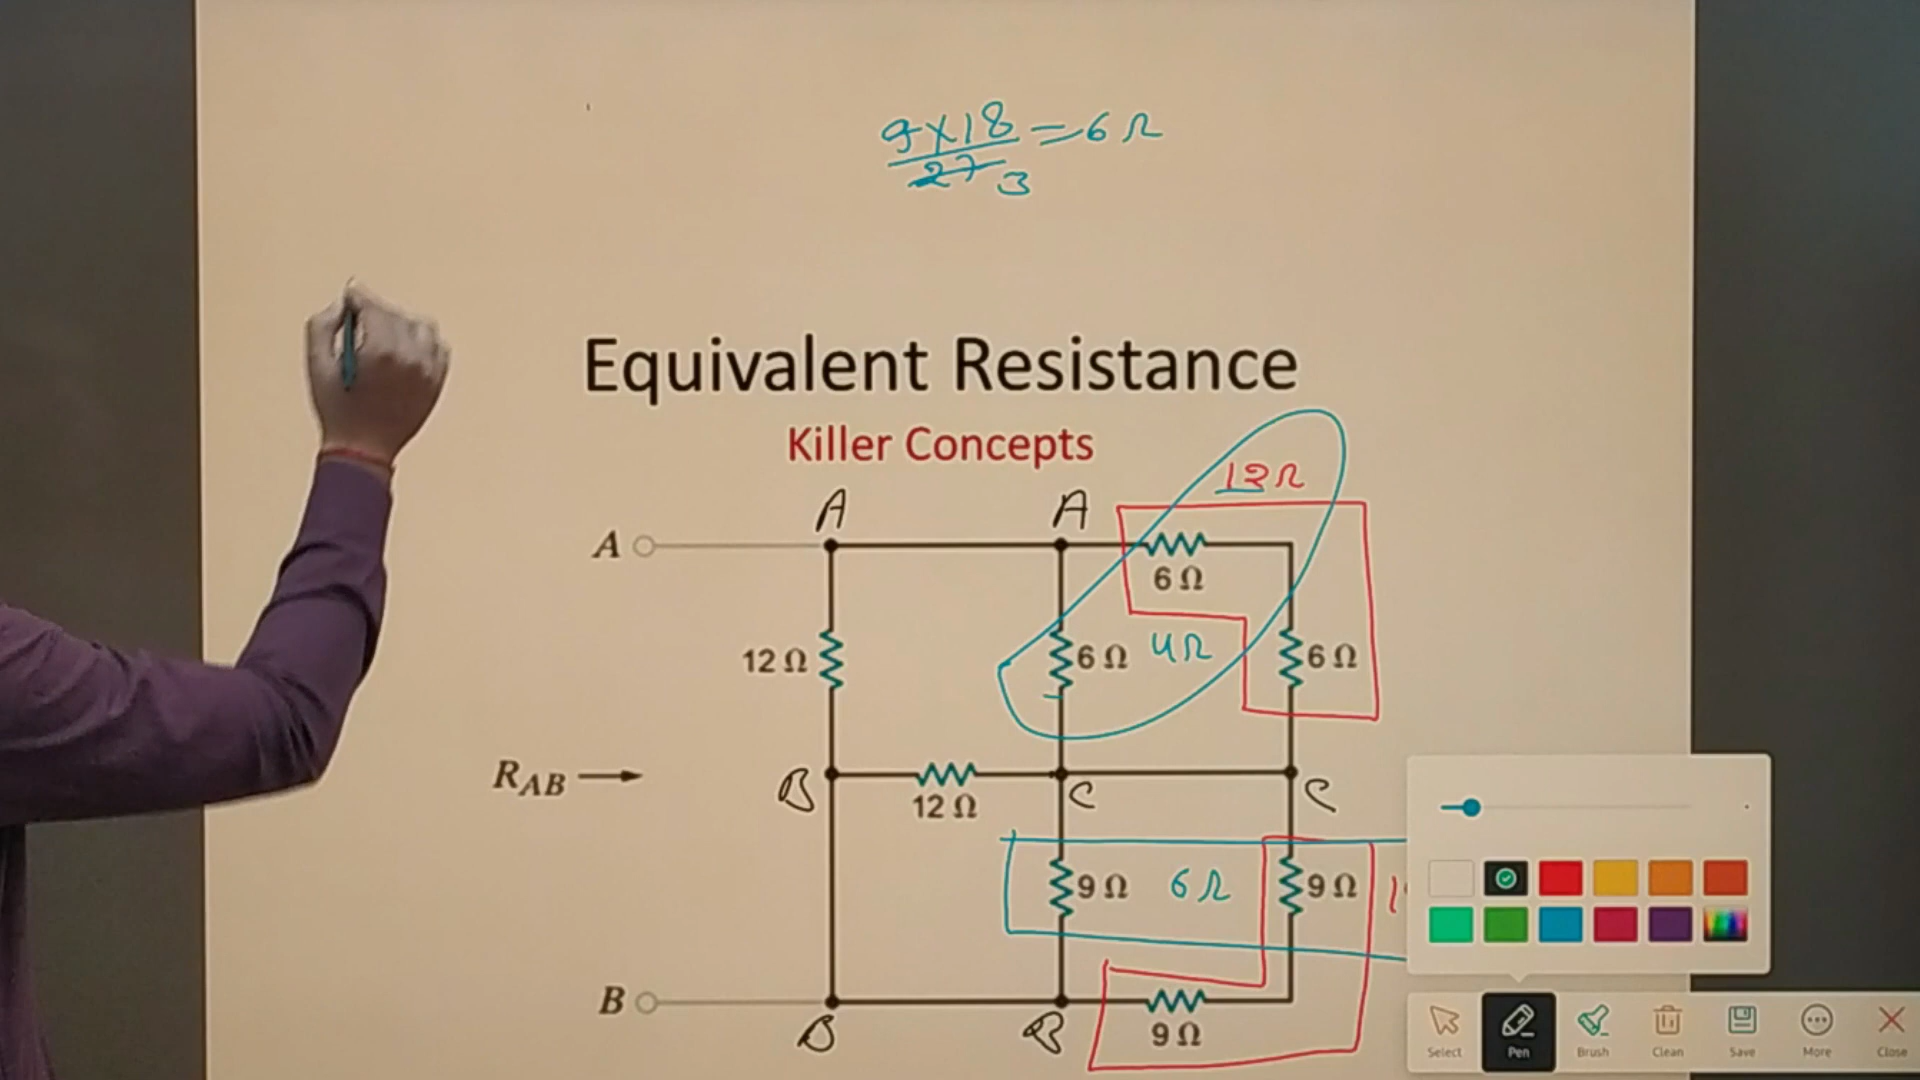 9×18 = 6Ω
27 3
Equivalent Resistance
Killer Concepts
12Ω
A A
A
6 Ω
12 Ω 6 Ω 4Ω 6 Ω
R_AB →
B 12 Ω C C
9 Ω 6Ω 9 Ω
B
B B 9 Ω
Select Pen Brush Clean Save More Close